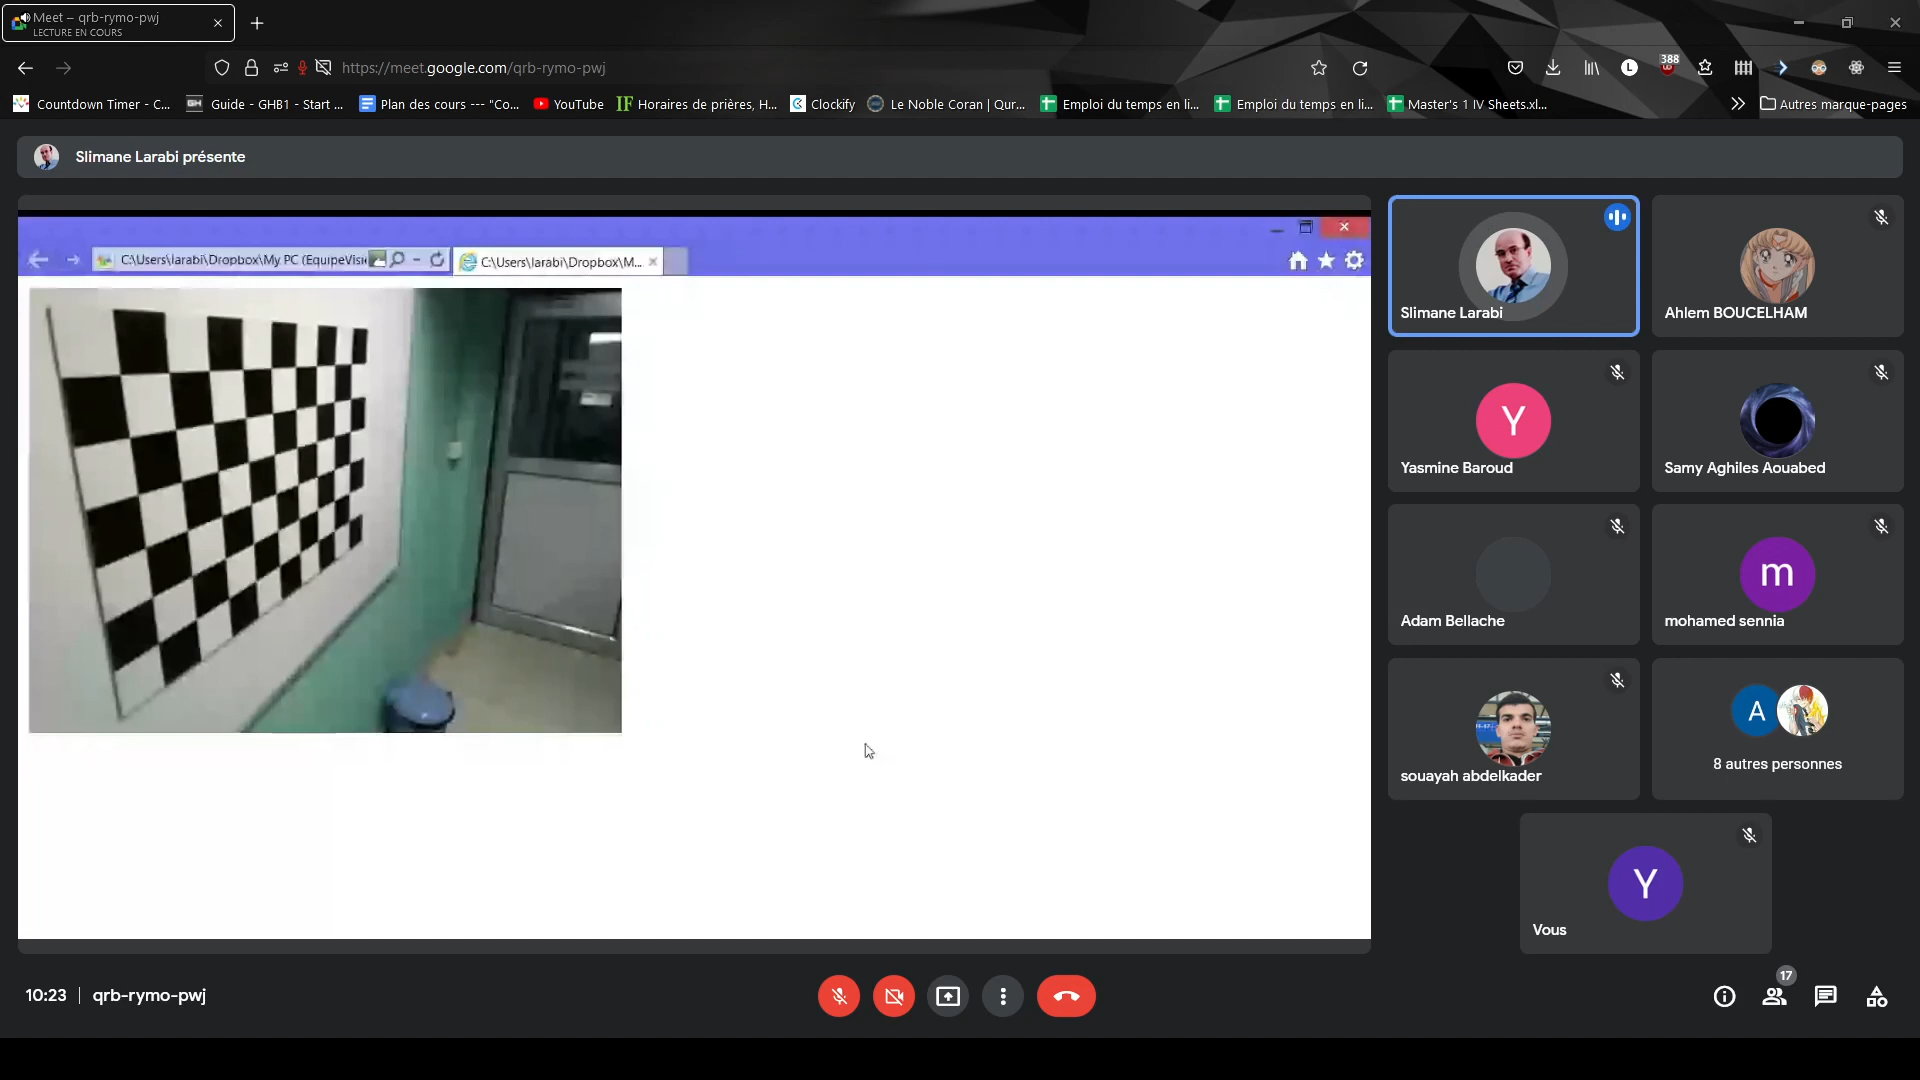 Meet – qrb-rymo-pwj
LECTURE EN COURS
https://meet.google.com/qrb-rymo-pwj
388
L
Countdown Timer - C...
GH
Guide - GHB1 - Start ...
Plan des cours --- "Co...
YouTube
IF Horaires de prières, H...
Clockify
Le Noble Coran | Qur...
Emploi du temps en li...
Emploi du temps en li...
Master's 1 IV Sheets.xl...
Autres marque-pages
Slimane Larabi présente
C:\Users\larabi\Dropbox\My PC (EquipeVisi
C:\Users\larabi\Dropbox\M...
Slimane Larabi
Ahlem BOUCELHAM
Y
Yasmine Baroud
Samy Aghiles Aouabed
Adam Bellache
m
mohamed sennia
souayah abdelkader
A
8 autres personnes
Y
Vous
10:23 | qrb-rymo-pwj
17